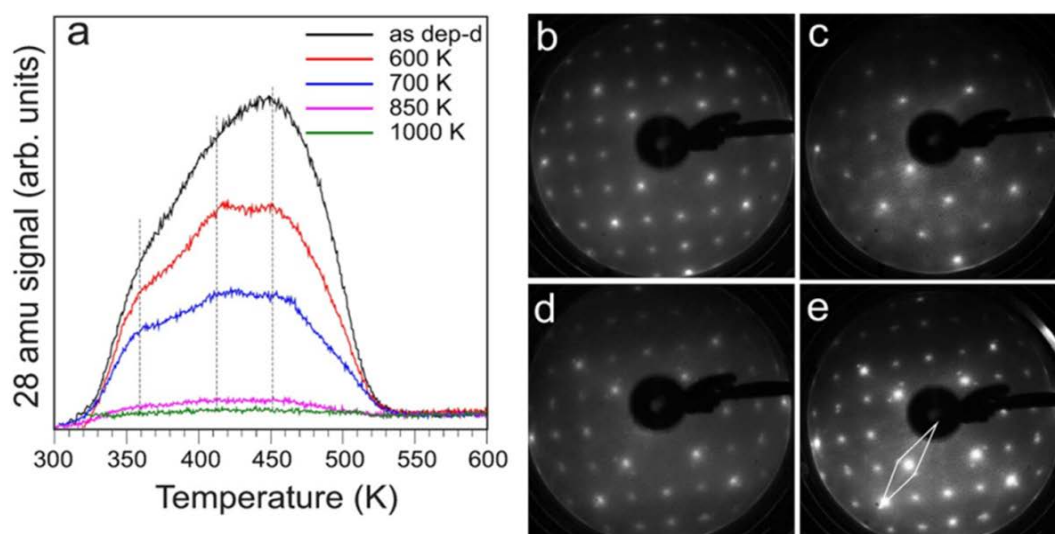 a
as dep-d
600 K
700 K
850 K
1000 K
28 amu signal (arb. units)
300 350 400 450 500 550 600
Temperature (K)
b
c
d
e